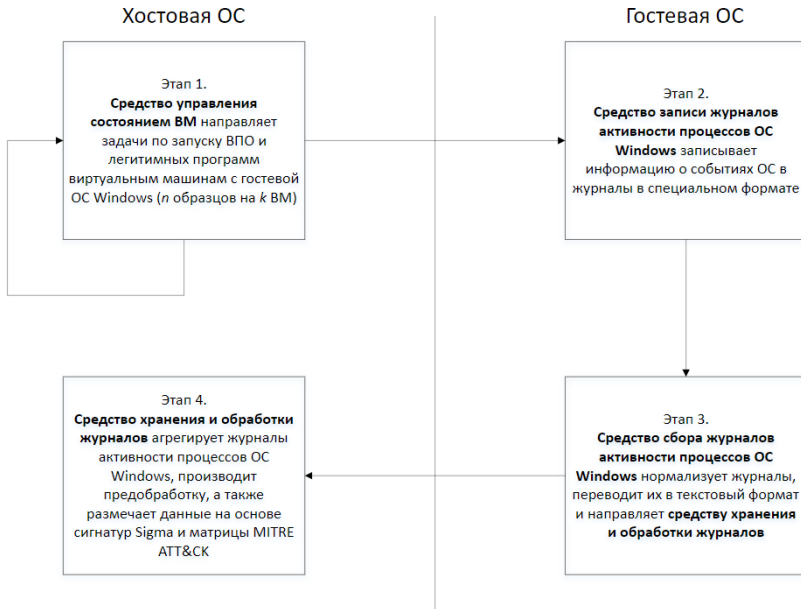 Хостовая ОС
Гостевая ОС
Этап 1.
Средство управления
состоянием ВМ направляет
задачи по запуску ВПО и
легитимных программ
виртуальным машинам с гостевой
ОС Windows (n образцов на k ВМ)
Этап 2.
Средство записи журналов
активности процессов ОС
Windows записывает
информацию о событиях ОС в
журналы в специальном формате
Этап 3.
Средство сбора журналов
активности процессов ОС
Windows нормализует журналы,
переводит их в текстовый формат
и направляет средству хранения
и обработки журналов
Этап 4.
Средство хранения и обработки
журналов агрегирует журналы
активности процессов ОС
Windows, производит
предобработку, а также
размечает данные на основе
сигнатур Sigma и матрицы MITRE
ATT&CK